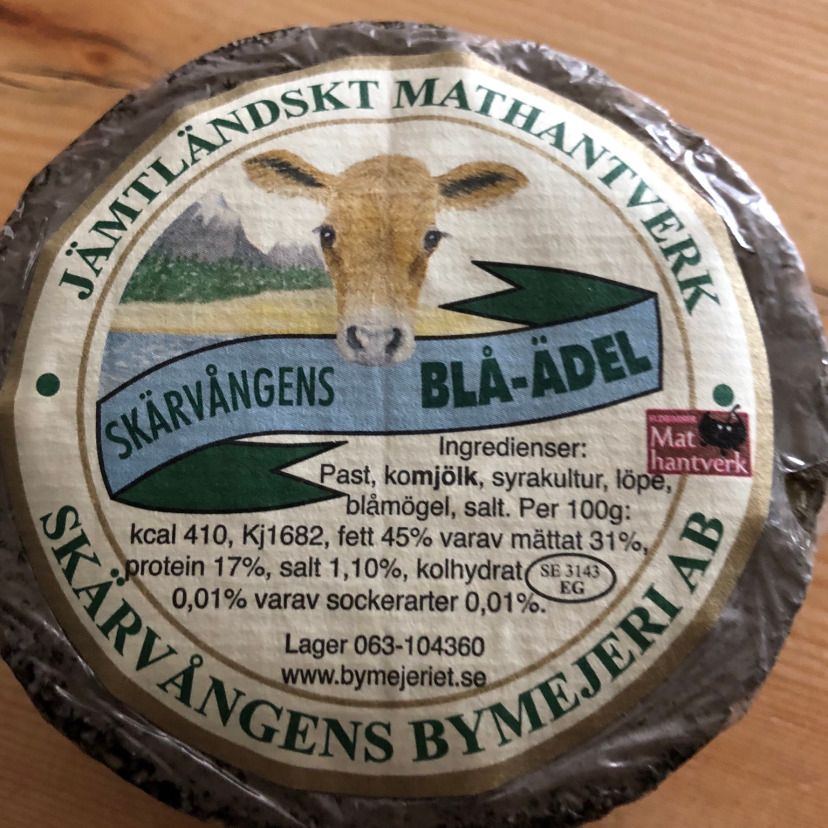 JÄMTLÄNDSKT MATHANTVERK
SKÄRVÅNGENS BLÅ-ÄDEL
Mat
hantverk
Ingredienser:
Past, komjölk, syrakultur, löpe,
blåmögel, salt. Per 100g:
kcal 410, Kj1682, fett 45% varav mättat 31%,
protein 17%, salt 1,10%, kolhydrat
SE 3143
EG
0,01% varav sockerarter 0,01%.
Lager 063-104360
www.bymejeriet.se
SKÄRVÅNGENS BYMEJERI AB